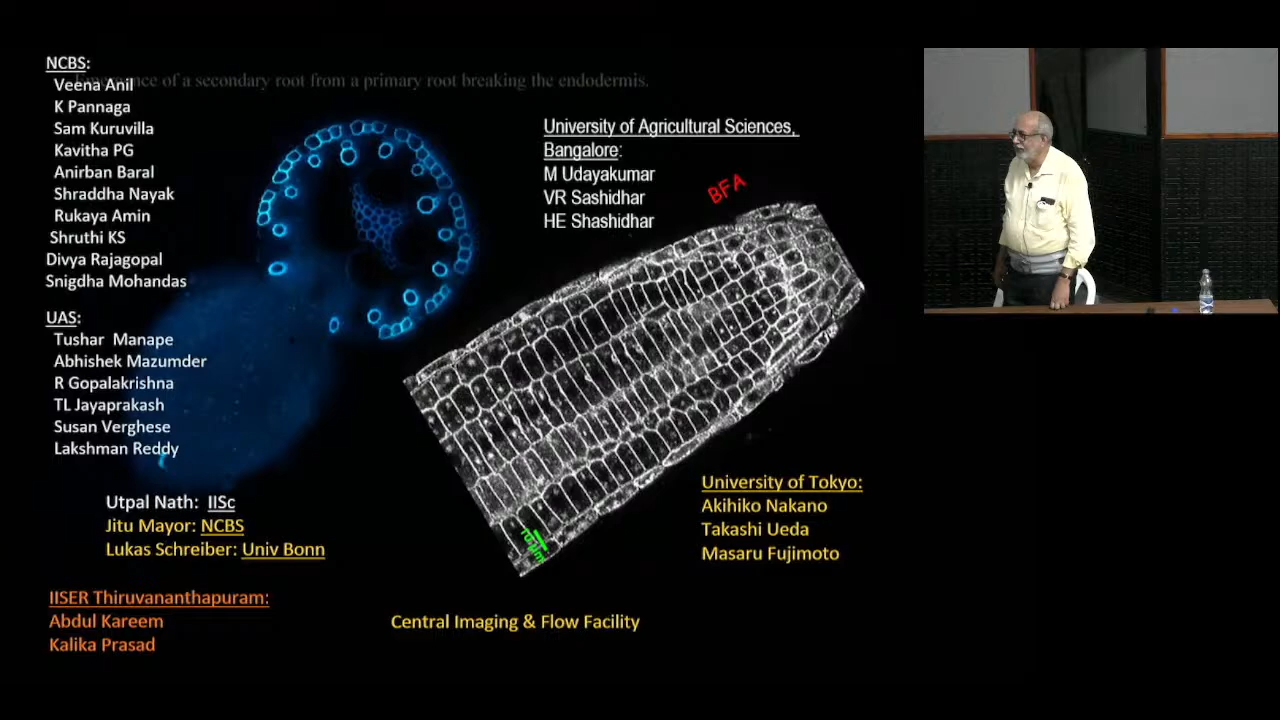 NCBS:
Emergence of a secondary root from a primary root breaking the endodermis.
Veena Anil
K Pannaga
Sam Kuruvilla
Kavitha PG
Anirban Baral
Shraddha Nayak
Rukaya Amin
Shruthi KS
Divya Rajagopal
Snigdha Mohandas
UAS:
Tushar Manape
Abhishek Mazumder
R Gopalakrishna
TL Jayaprakash
Susan Verghese
Lakshman Reddy
Utpal Nath: IISc
Jitu Mayor: NCBS
Lukas Schreiber: Univ Bonn
IISER Thiruvananthapuram:
Abdul Kareem
Kalika Prasad
University of Agricultural Sciences,
Bangalore:
M Udayakumar
VR Sashidhar
HE Shashidhar
BFA
10 µm
University of Tokyo:
Akihiko Nakano
Takashi Ueda
Masaru Fujimoto
Central Imaging & Flow Facility